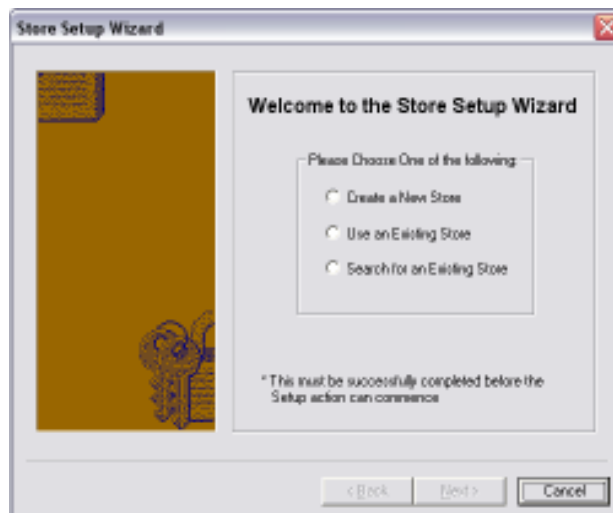 Store Setup Wizard
Welcome to the Store Setup Wizard
Please Choose One of the following:
Create a New Store
Use an Existing Store
Search for an Existing Store
*This must be successfully completed before the
Setup action can commence
< Back
Next >
Cancel